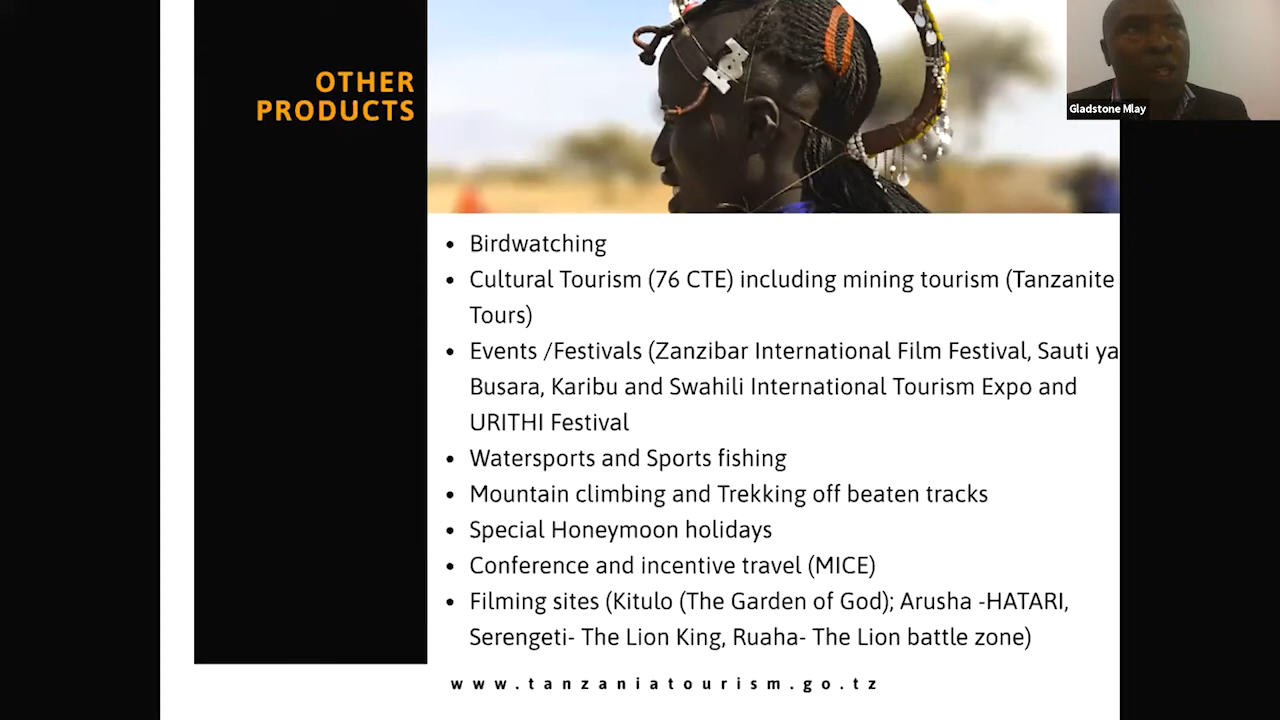 OTHER
PRODUCTS
Gladstone Mlay
• Birdwatching
• Cultural Tourism (76 CTE) including mining tourism (Tanzanite
Tours)
• Events /Festivals (Zanzibar International Film Festival, Sauti ya
Busara, Karibu and Swahili International Tourism Expo and
URITHI Festival
• Watersports and Sports fishing
• Mountain climbing and Trekking off beaten tracks
• Special Honeymoon holidays
• Conference and incentive travel (MICE)
• Filming sites (Kitulo (The Garden of God); Arusha -HATARI,
Serengeti- The Lion King, Ruaha- The Lion battle zone)
www.tanzaniatourism.go.tz